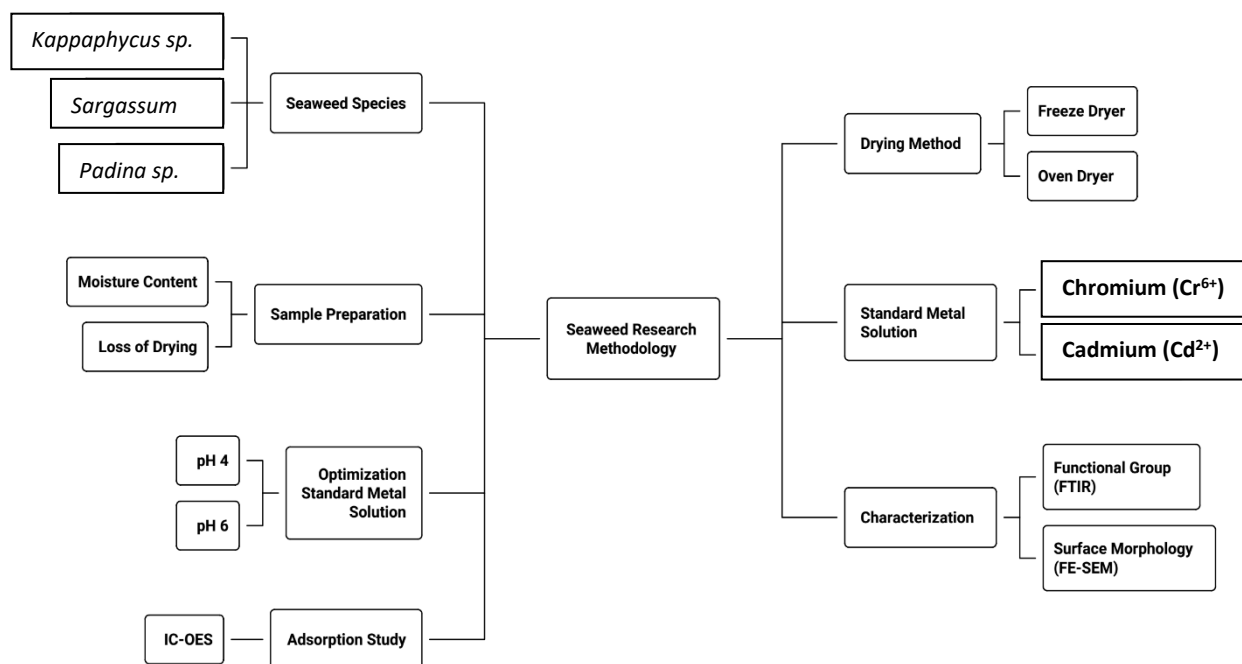 Kappaphycus sp.
Sargassum
Padina sp.
Seaweed Species
Moisture Content
Loss of Drying
Sample Preparation
pH 4
pH 6
Optimization
Standard Metal
Solution
IC-OES
Adsorption Study
Seaweed Research
Methodology
Drying Method
Freeze Dryer
Oven Dryer
Standard Metal
Solution
Chromium (Cr⁶⁺)
Cadmium (Cd²⁺)
Characterization
Functional Group
(FTIR)
Surface Morphology
(FE-SEM)